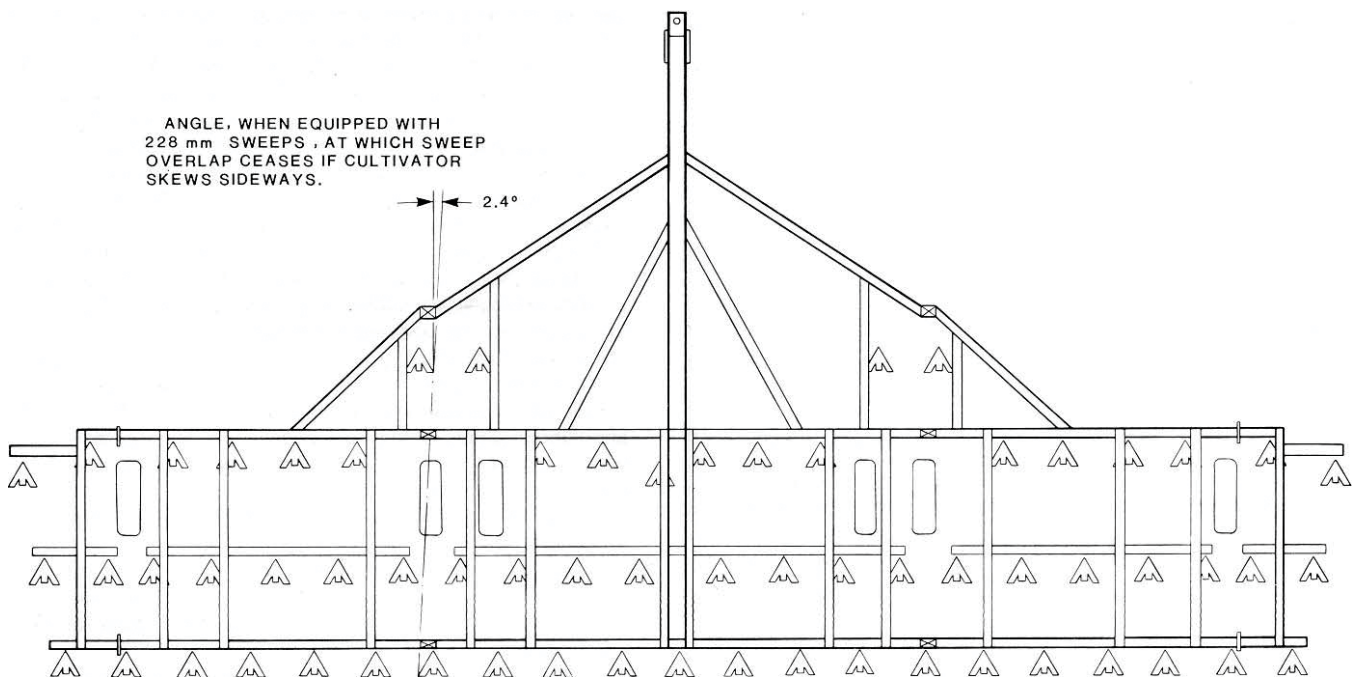 ANGLE, WHEN EQUIPPED WITH
228 mm SWEEPS, AT WHICH SWEEP
OVERLAP CEASES IF CULTIVATOR
SKEWS SIDEWAYS.
2.4°